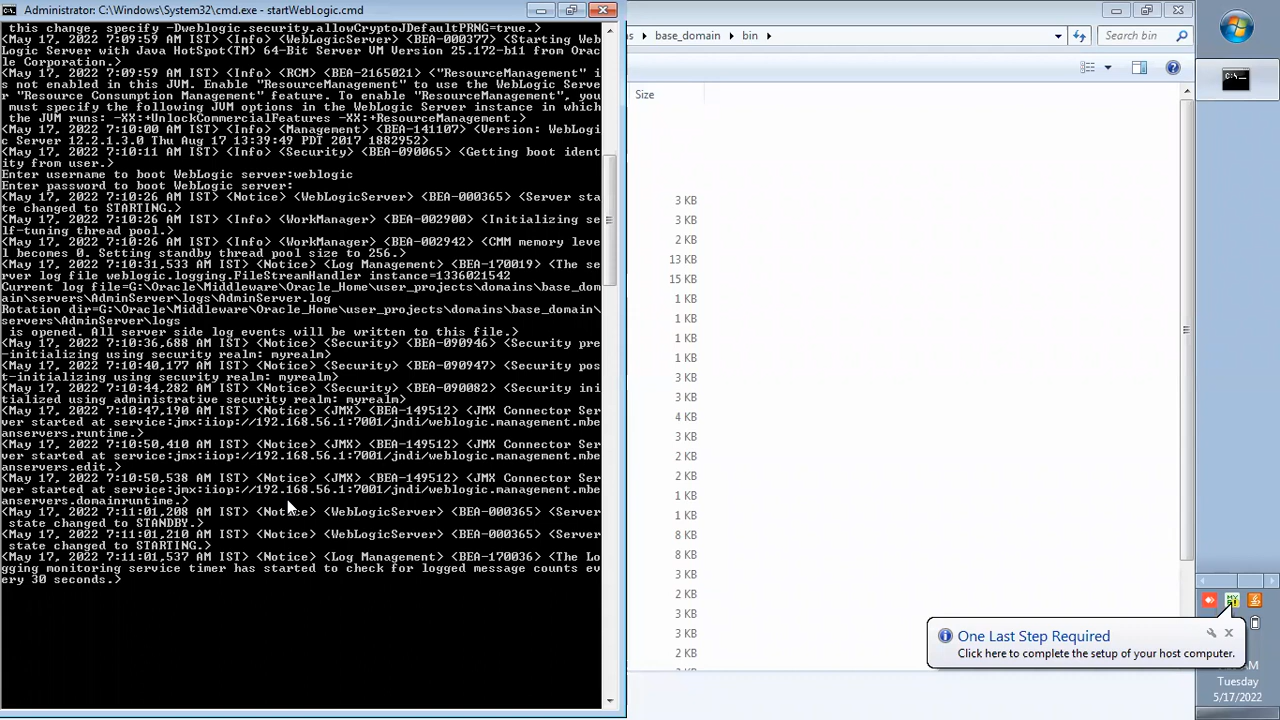 Administrator: C:\Windows\System32\cmd.exe - startWebLogic.cmd
this change, specify -Dweblogic.security.allowCryptoJDefaultPRNG=true.>
<May 17, 2022 7:09:59 AM IST> <Info> <WebLogicServer> <BEA-000377> <Starting Web
Logic Server with Java HotSpot(TM) 64-Bit Server VM Version 25.172-b11 from Orac
le Corporation.>
<May 17, 2022 7:09:59 AM IST> <Info> <RCM> <BEA-2165021> <"ResourceManagement" i
s not enabled in this JVM. Enable "ResourceManagement" to use the WebLogic Serve
r "Resource Consumption Management" feature. To enable "ResourceManagement", you
 must specify the following JVM options in the WebLogic Server instance in which
 the JVM runs: -XX:+UnlockCommercialFeatures -XX:+ResourceManagement.>
<May 17, 2022 7:10:00 AM IST> <Info> <Management> <BEA-141107> <Version: WebLogi
c Server 12.2.1.3.0 Thu Aug 17 13:39:49 PDT 2017 1882952>
<May 17, 2022 7:10:11 AM IST> <Info> <Security> <BEA-090065> <Getting boot ident
ity from user.>
Enter username to boot WebLogic server:weblogic
Enter password to boot WebLogic server:
<May 17, 2022 7:10:26 AM IST> <Notice> <WebLogicServer> <BEA-000365> <Server sta
te changed to STARTING.>
<May 17, 2022 7:10:26 AM IST> <Info> <WorkManager> <BEA-002900> <Initializing se
lf-tuning thread pool.>
<May 17, 2022 7:10:26 AM IST> <Info> <WorkManager> <BEA-002942> <CMM memory leve
l becomes 0. Setting standby thread pool size to 256.>
<May 17, 2022 7:10:31,533 AM IST> <Notice> <Log Management> <BEA-170019> <The se
rver log file weblogic.logging.FileStreamHandler instance=1336021542
Current log file=G:\Oracle\Middleware\Oracle_Home\user_projects\domains\base_dom
ain\servers\AdminServer\logs\AdminServer.log
Rotation dir=G:\Oracle\Middleware\Oracle_Home\user_projects\domains\base_domain\
servers\AdminServer\logs
 is opened. All server side log events will be written to this file.>
<May 17, 2022 7:10:36,688 AM IST> <Notice> <Security> <BEA-090946> <Security pre
-initializing using security realm: myrealm>
<May 17, 2022 7:10:40,177 AM IST> <Notice> <Security> <BEA-090947> <Security pos
t-initializing using security realm: myrealm>
<May 17, 2022 7:10:44,282 AM IST> <Notice> <Security> <BEA-090082> <Security ini
tialized using administrative security realm: myrealm>
<May 17, 2022 7:10:47,190 AM IST> <Notice> <JMX> <BEA-149512> <JMX Connector Ser
ver started at service:jmx:iiop://192.168.56.1:7001/jndi/weblogic.management.mbe
anservers.runtime.>
<May 17, 2022 7:10:50,410 AM IST> <Notice> <JMX> <BEA-149512> <JMX Connector Ser
ver started at service:jmx:iiop://192.168.56.1:7001/jndi/weblogic.management.mbe
anservers.edit.>
<May 17, 2022 7:10:50,538 AM IST> <Notice> <JMX> <BEA-149512> <JMX Connector Ser
ver started at service:jmx:iiop://192.168.56.1:7001/jndi/weblogic.management.mbe
anservers.domainruntime.>
<May 17, 2022 7:11:01,208 AM IST> <Notice> <WebLogicServer> <BEA-000365> <Server
 state changed to STANDBY.>
<May 17, 2022 7:11:01,210 AM IST> <Notice> <WebLogicServer> <BEA-000365> <Server
 state changed to STARTING.>
<May 17, 2022 7:11:01,537 AM IST> <Notice> <Log Management> <BEA-170036> <The Lo
gging monitoring service timer has started to check for logged message counts ev
ery 30 seconds.>
base_domain
bin
Search bin
Size
3 KB
3 KB
2 KB
13 KB
15 KB
1 KB
1 KB
1 KB
1 KB
3 KB
3 KB
4 KB
3 KB
2 KB
2 KB
1 KB
1 KB
8 KB
8 KB
3 KB
2 KB
3 KB
3 KB
One Last Step Required
Click here to complete the setup of your host computer.
Tuesday
5/17/2022